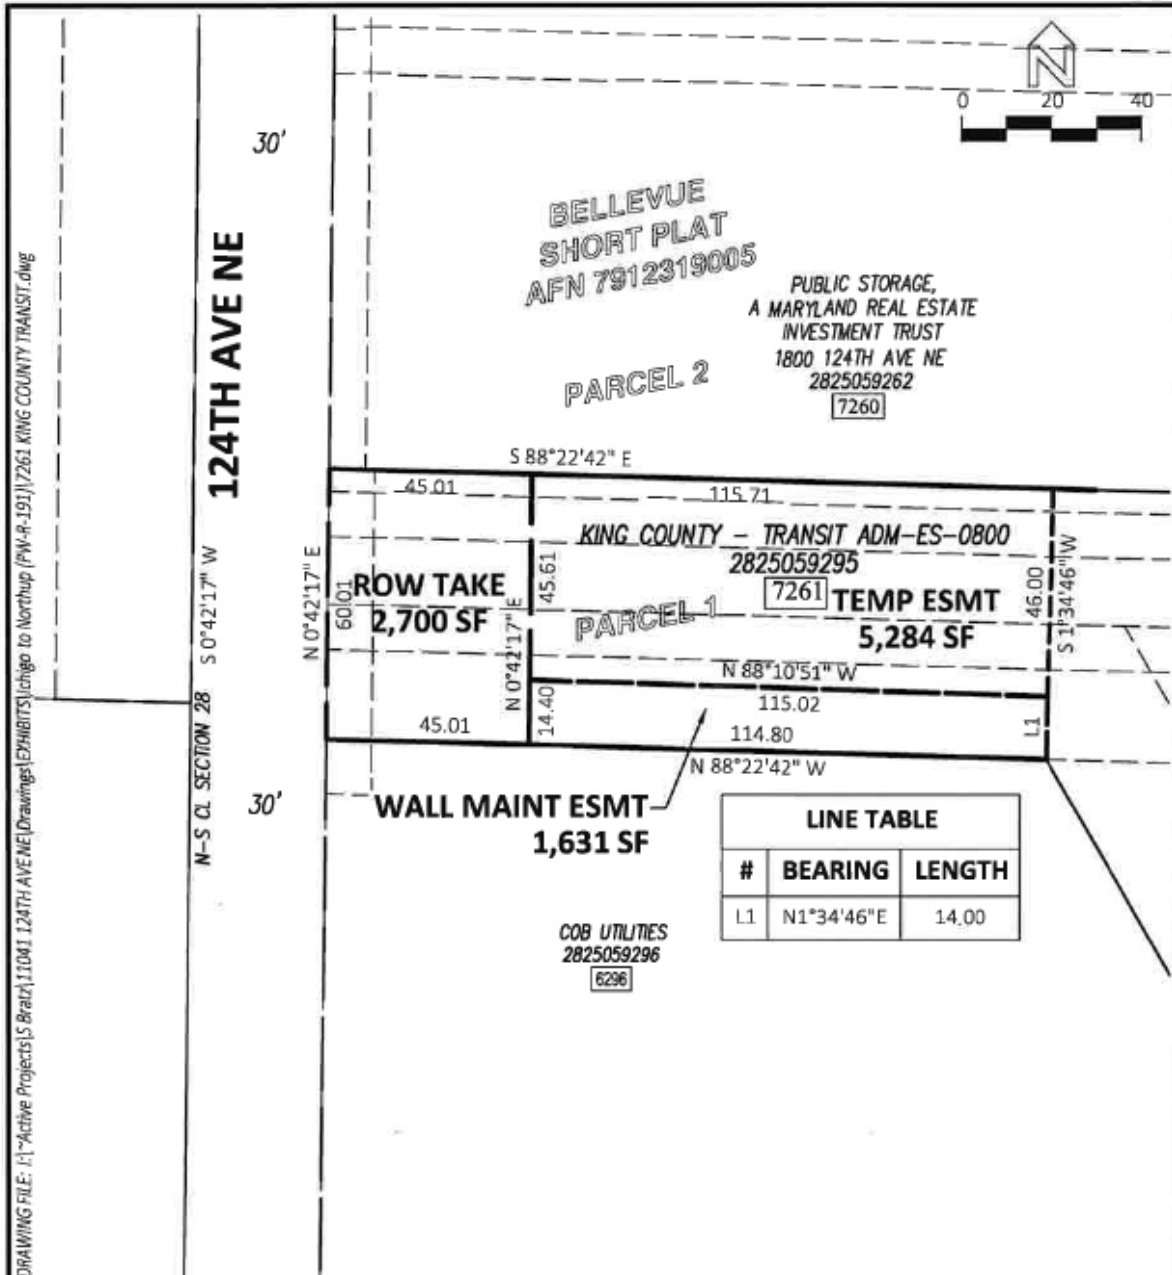 N
0 20 40
30'
BELLEVUE
SHORT PLAT
AFN 7912319005
124TH AVE NE
PUBLIC STORAGE,
A MARYLAND REAL ESTATE
INVESTMENT TRUST
1800 124TH AVE NE
2825059262
7260
PARCEL 2
S 88°22'42" E
45.01
115.71
KING COUNTY - TRANSIT ADM-ES-0800
2825059295
7261
S 0°42'17" W
N 0°42'17" E
60.01
ROW TAKE
2,700 SF
N 0°42'17" E
45.61
PARCEL 1
TEMP ESMT
5,284 SF
46.00
S 1°34'46" W
N 88°10'51" W
115.02
45.01
14.40
114.80
L1
N 88°22'42" W
N-S CL SECTION 28
30'
WALL MAINT ESMT
1,631 SF
LINE TABLE
# BEARING LENGTH
L1 N1°34'46"E 14.00
COB UTILITIES
2825059296
6296